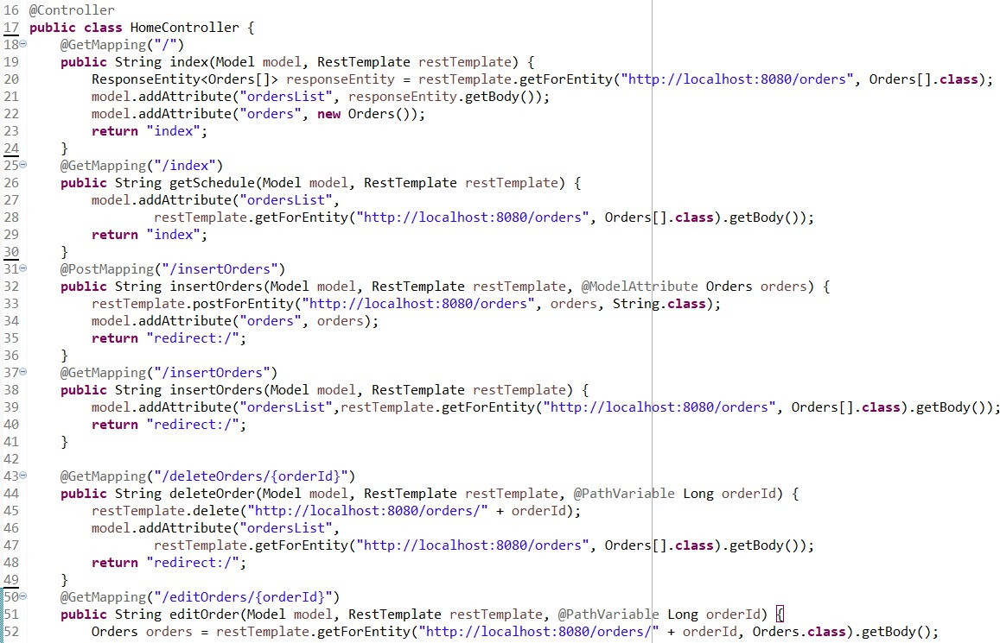 16 @Controller
17 public class HomeController {
18 @GetMapping("/")
19 public String index(Model model, RestTemplate restTemplate) {
20 ResponseEntity<Orders[]> responseEntity = restTemplate.getForEntity("http://localhost:8080/orders", Orders[].class);
21 model.addAttribute("ordersList", responseEntity.getBody());
22 model.addAttribute("orders", new Orders());
23 return "index";
24 }
25 @GetMapping("/index")
26 public String getSchedule(Model model, RestTemplate restTemplate) {
27 model.addAttribute("ordersList",
28 restTemplate.getForEntity("http://localhost:8080/orders", Orders[].class).getBody());
29 return "index";
30 }
31 @PostMapping("/insertOrders")
32 public String insertOrders(Model model, RestTemplate restTemplate, @ModelAttribute Orders orders) {
33 restTemplate.postForEntity("http://localhost:8080/orders", orders, String.class);
34 model.addAttribute("orders", orders);
35 return "redirect:/";
36 }
37 @GetMapping("/insertOrders")
38 public String insertOrders(Model model, RestTemplate restTemplate) {
39 model.addAttribute("ordersList",restTemplate.getForEntity("http://localhost:8080/orders", Orders[].class).getBody());
40 return "redirect:/";
41 }
42
43 @GetMapping("/deleteOrders/{orderId}")
44 public String deleteOrder(Model model, RestTemplate restTemplate, @PathVariable Long orderId) {
45 restTemplate.delete("http://localhost:8080/orders/" + orderId);
46 model.addAttribute("ordersList",
47 restTemplate.getForEntity("http://localhost:8080/orders", Orders[].class).getBody());
48 return "redirect:/";
49 }
50 @GetMapping("/editOrders/{orderId}")
51 public String editOrder(Model model, RestTemplate restTemplate, @PathVariable Long orderId) {
52 Orders orders = restTemplate.getForEntity("http://localhost:8080/orders/" + orderId, Orders.class).getBody();